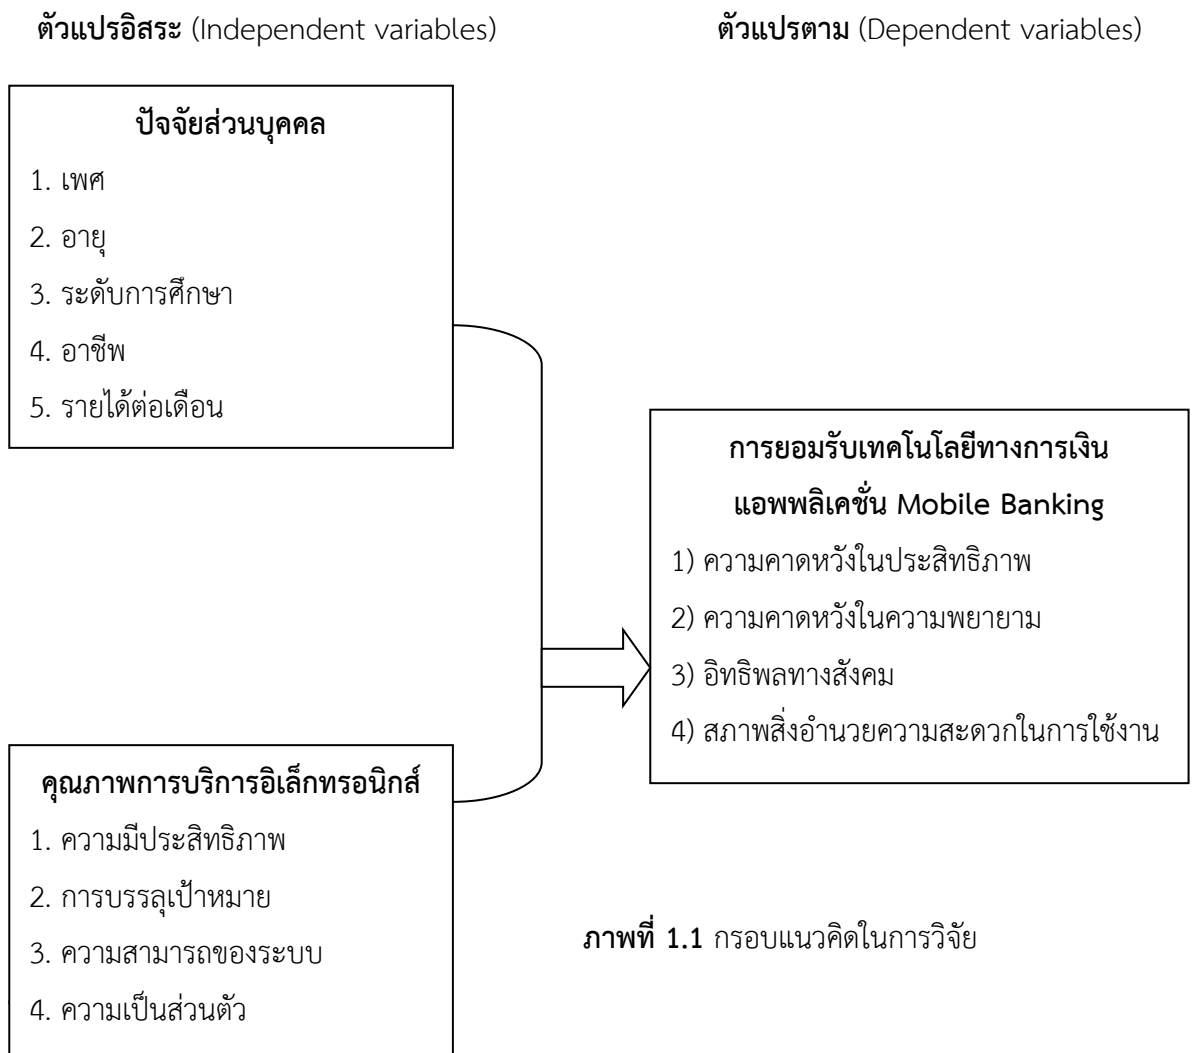 ตัวแปรอิสระ (Independent variables)
ตัวแปรตาม (Dependent variables)
ปัจจัยส่วนบุคคล
1. เพศ
2. อายุ
3. ระดับการศึกษา
4. อาชีพ
5. รายได้ต่อเดือน
การยอมรับเทคโนโลยีทางการเงิน
แอพพลิเคชั่น Mobile Banking
1) ความคาดหวังในประสิทธิภาพ
2) ความคาดหวังในความพยายาม
3) อิทธิพลทางสังคม
4) สภาพสิ่งอำนวยความสะดวกในการใช้งาน
คุณภาพการบริการอิเล็กทรอนิกส์
1. ความมีประสิทธิภาพ
2. การบรรลุเป้าหมาย
3. ความสามารถของระบบ
4. ความเป็นส่วนตัว
ภาพที่ 1.1 กรอบแนวคิดในการวิจัย